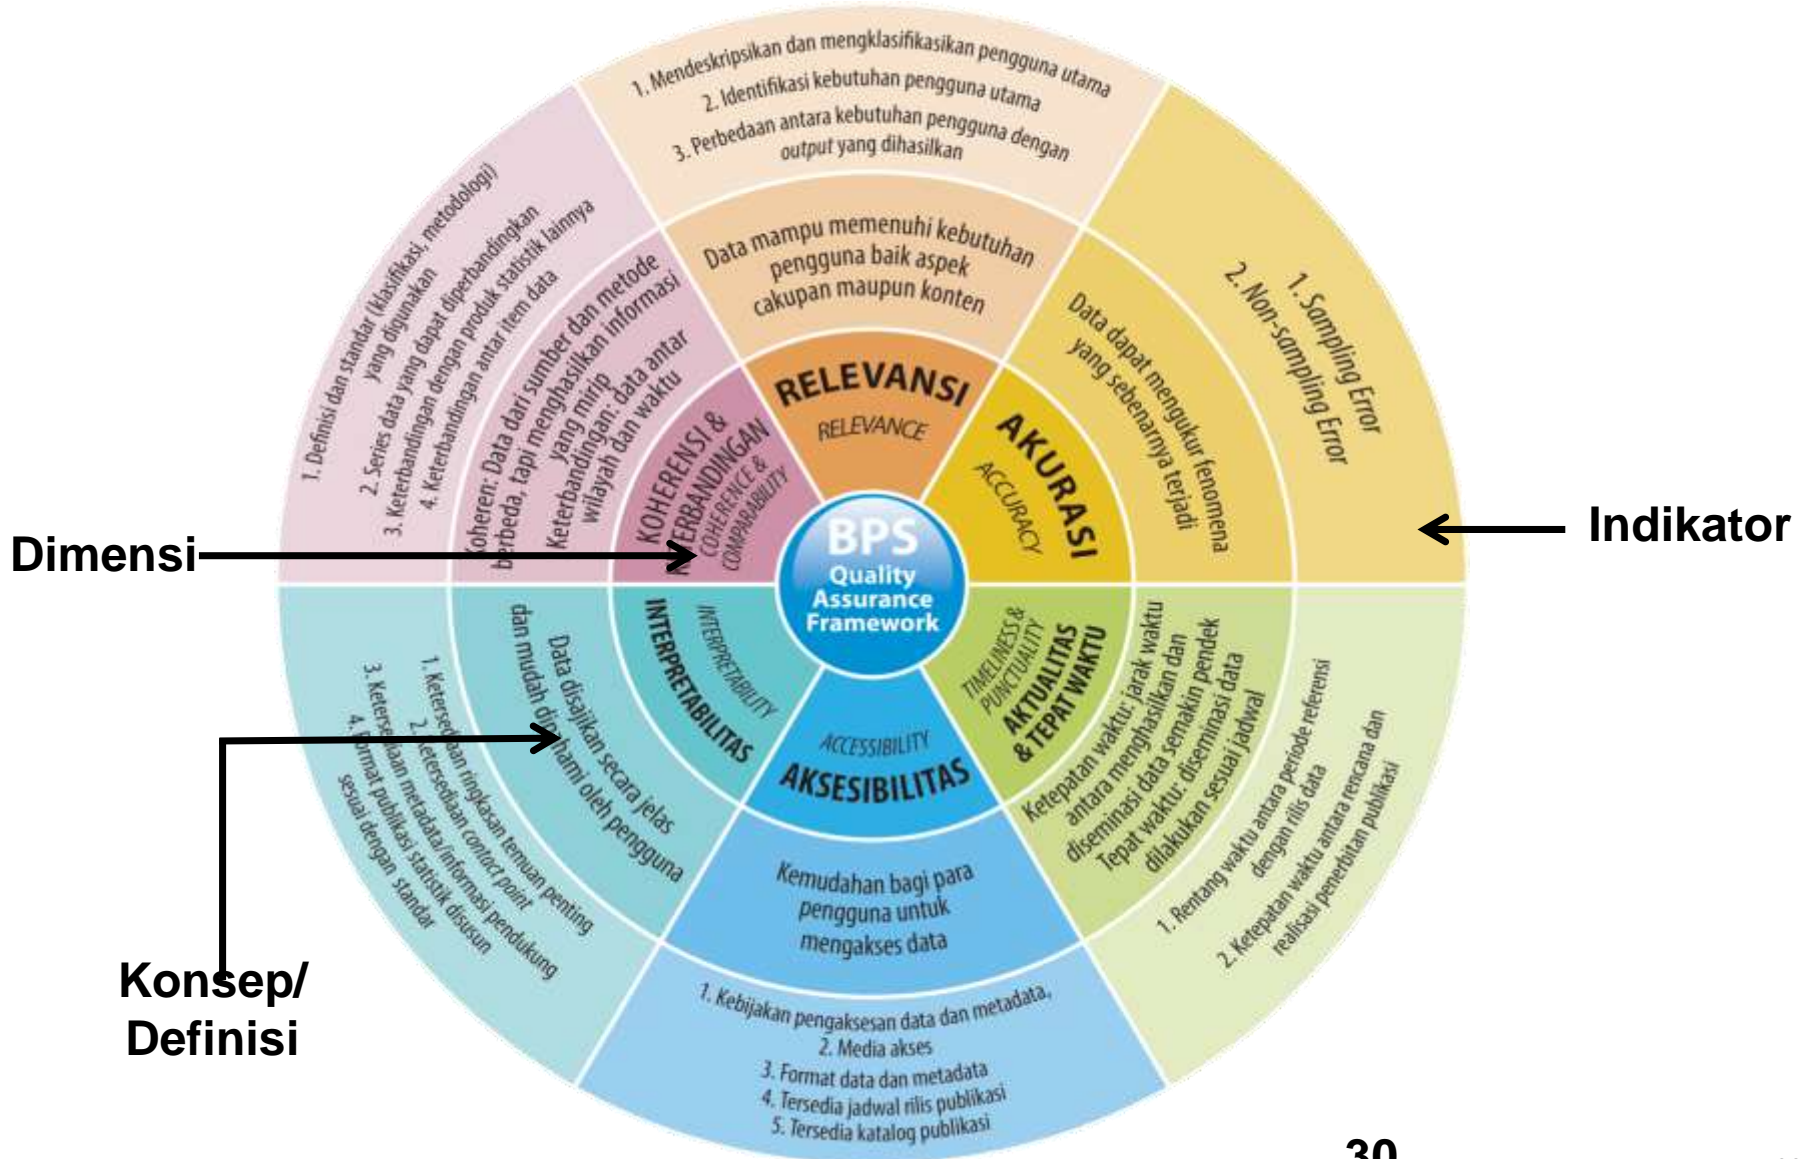 1. Mendeskripsikan dan mengklasifikasikan pengguna utama
2. Identifikasi kebutuhan pengguna utama
3. Perbedaan antara kebutuhan pengguna dengan
output yang dihasilkan
Data mampu memenuhi kebutuhan
pengguna baik aspek
cakupan maupun konten
RELEVANSI
RELEVANCE
1. Sampling Error
2. Non-sampling Error
Data dapat mengukur fenomena
yang sebenarnya terjadi
AKURASI
ACCURACY
Indikator
TIMELINESS &
PUNCTUALITY
AKTUALITAS
& TEPAT WAKTU
Ketepatan waktu: jarak waktu
antara menghasilkan dan
diseminasi data semakin pendek
Tepat waktu: diseminasi data
dilakukan sesuai jadwal
1. Rentang waktu antara periode referensi
dengan rilis data
2. Ketepatan waktu antara rencana dan
realisasi penerbitan publikasi
ACCESSIBILITY
AKSESIBILITAS
Kemudahan bagi para
pengguna untuk
mengakses data
1. Kebijakan pengaksesan data dan metadata,
2. Media akses
3. Format data dan metadata
4. Tersedia jadwal rilis publikasi
5. Tersedia katalog publikasi
INTERPRETABILITY
INTERPRETABILITAS
Data disajikan secara jelas
dan mudah dipahami oleh pengguna
1. Ketersediaan ringkasan temuan penting
2. Ketersediaan contact point
3. Ketersediaan metadata/informasi pendukung
4. Format publikasi statistik disusun
sesuai dengan standar
Konsep/
Definisi
Dimensi
1. Definisi dan standar (klasifikasi, metodologi)
yang digunakan
2. Series data yang dapat diperbandingkan
3. Keterbandingan dengan produk statistik lainnya
4. Keterbandingan antar item data
Koheren: Data dari sumber dan metode
berbeda, tapi menghasilkan informasi
yang mirip
Keterbandingan: data antar
wilayah dan waktu
KOHERENSI &
KETERBANDINGAN
COHERENCE &
COMPARABILITY
BPS
Quality
Assurance
Framework
30